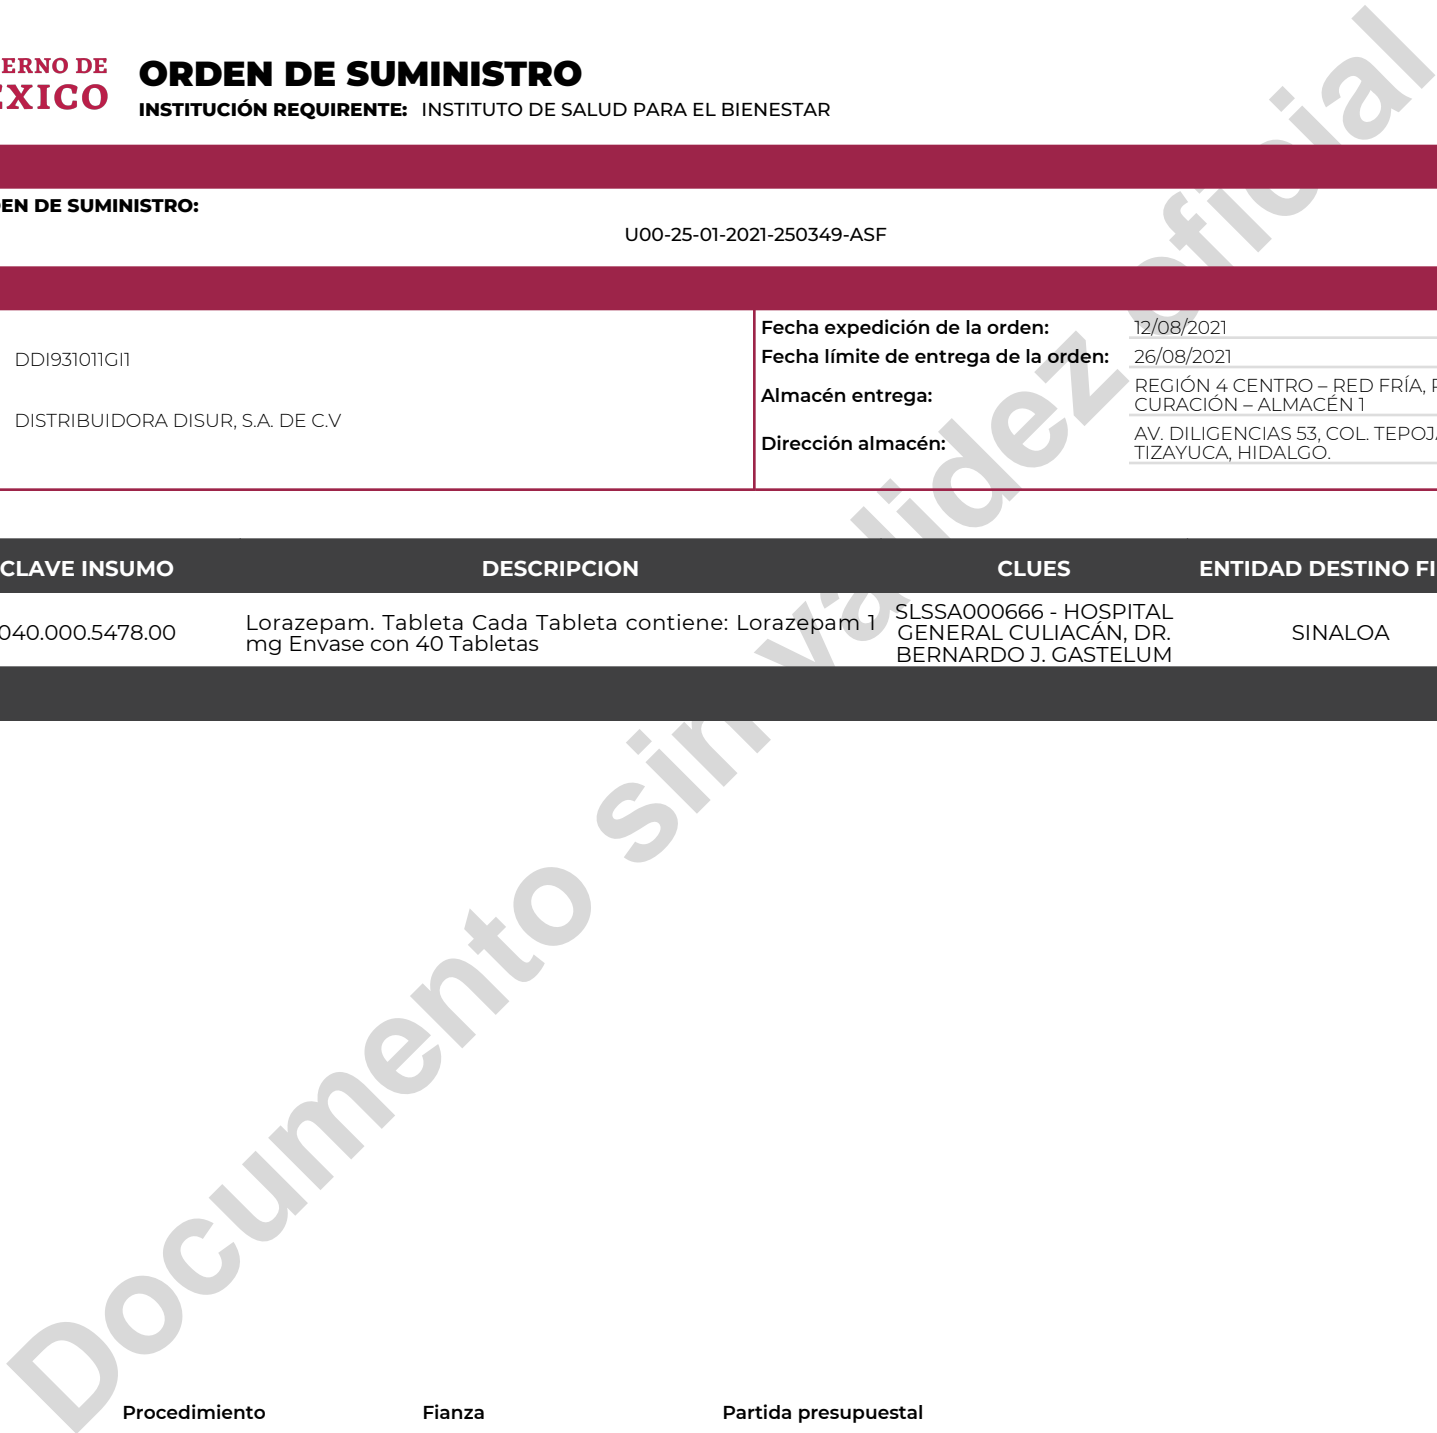 ERNO DE
EXICO
ORDEN DE SUMINISTRO
INSTITUCIÓN REQUIRENTE: INSTITUTO DE SALUD PARA EL BIENESTAR
EN DE SUMINISTRO:
U00-25-01-2021-250349-ASF
DDI931011GI1
DISTRIBUIDORA DISUR, S.A. DE C.V
Fecha expedición de la orden: 12/08/2021
Fecha límite de entrega de la orden: 26/08/2021
Almacén entrega: REGIÓN 4 CENTRO – RED FRÍA,
CURACIÓN – ALMACÉN 1
Dirección almacén: AV. DILIGENCIAS 53, COL. TEPOJA
TIZAYUCA, HIDALGO.
CLAVE INSUMO DESCRIPCION CLUES ENTIDAD DESTINO FI
040.000.5478.00
Lorazepam. Tableta Cada Tableta contiene: Lorazepam 1
mg Envase con 40 Tabletas
SLSSA000666 - HOSPITAL
GENERAL CULIACÁN, DR.
BERNARDO J. GASTELUM
SINALOA
Documento sin validez oficial
Procedimiento Fianza Partida presupuestal